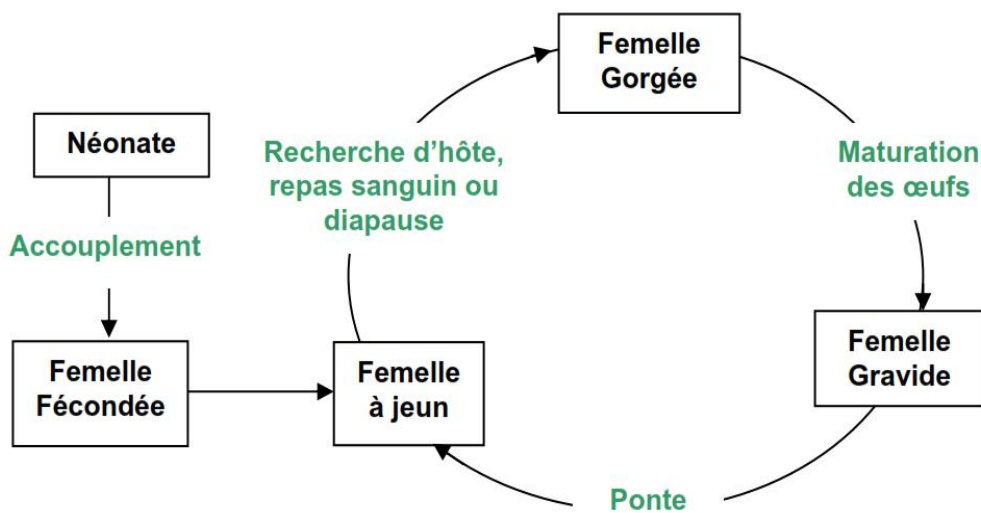 Femelle
Gorgée
Néonate
Recherche d'hôte,
repas sanguin ou
diapause
Maturation
des œufs
Accouplement
Femelle
Fécondée
Femelle
à jeun
Femelle
Gravide
Ponte